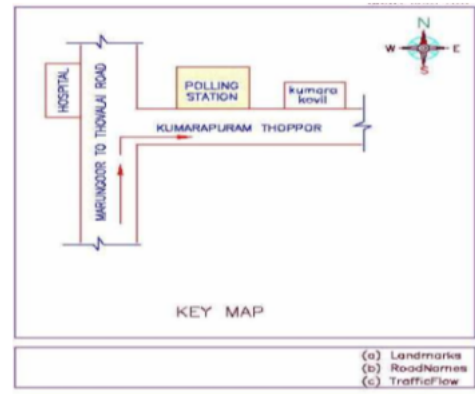 N
W
E
S
HOSPITAL
MARUNGOOR TO THOVALAI ROAD
POLLING
STATION
kumara
kovil
KUMARAPURAM THOPPOR
KEY MAP
(a) Landmarks
(b) RoadNames
(c) TrafficFlow